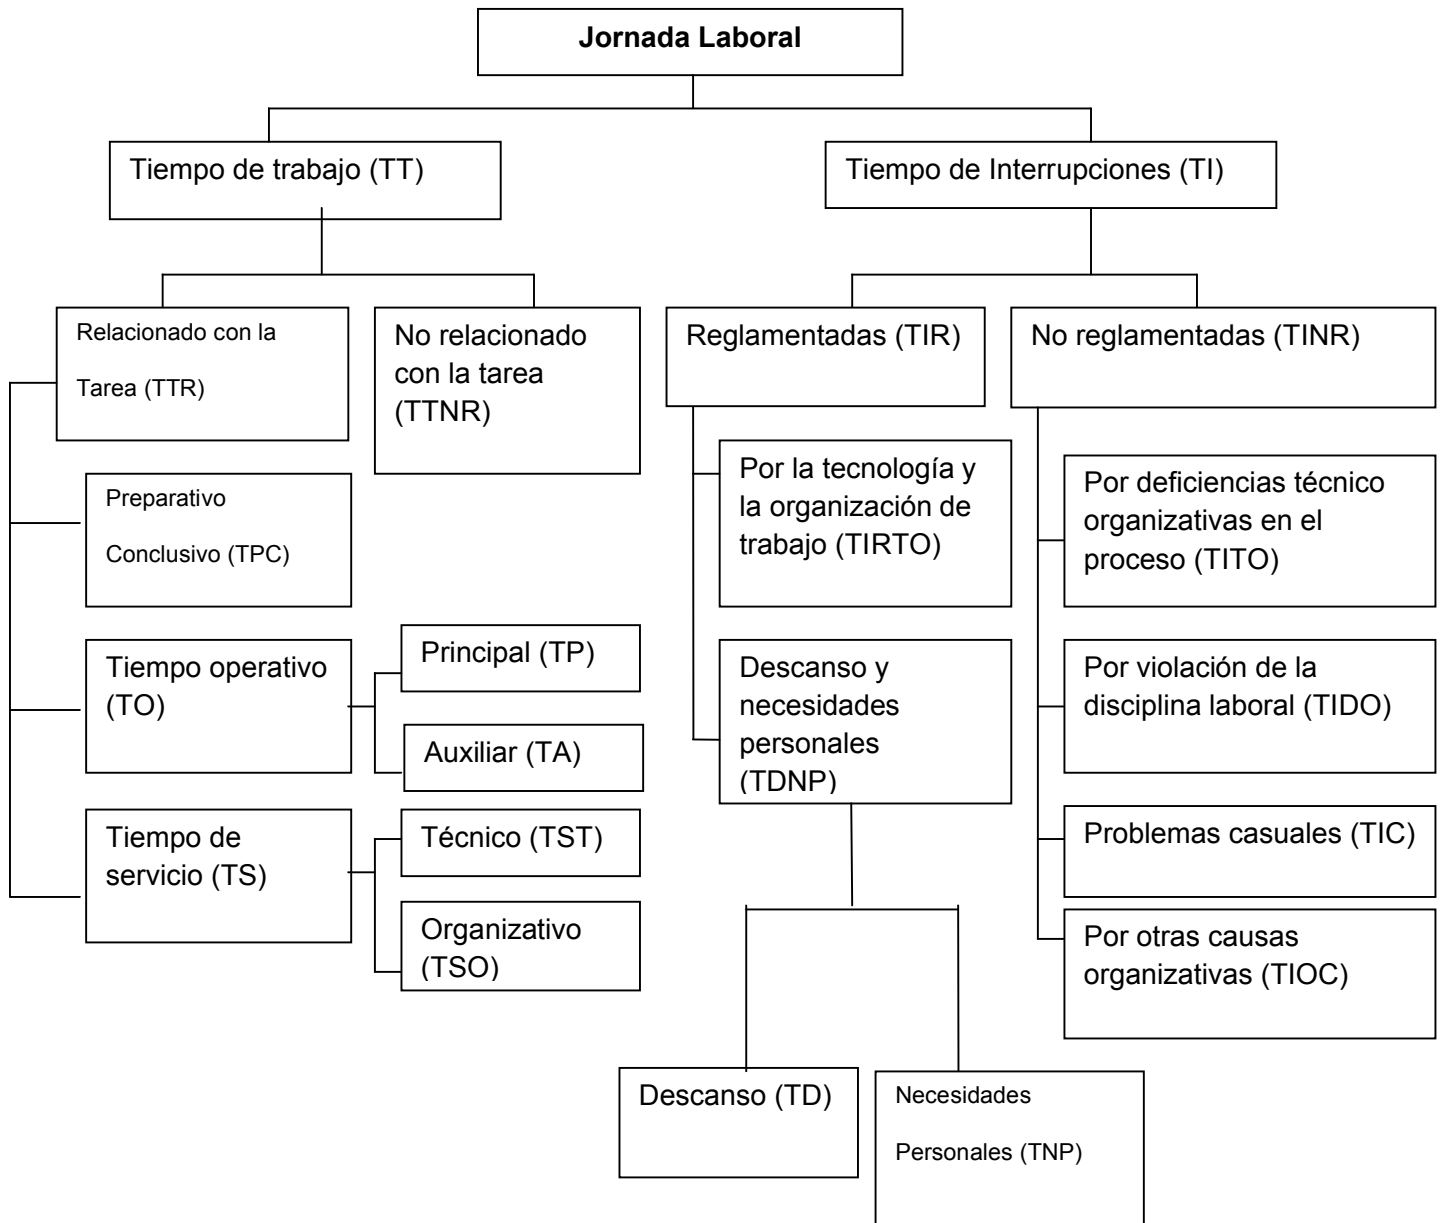 Jornada Laboral
Tiempo de trabajo (TT)
Tiempo de Interrupciones (TI)
Relacionado con la
Tarea (TTR)
No relacionado
con la tarea
(TTNR)
Reglamentadas (TIR)
No reglamentadas (TINR)
Preparativo
Conclusivo (TPC)
Por la tecnología y
la organización de
trabajo (TIRTO)
Por deficiencias técnico
organizativas en el
proceso (TITO)
Tiempo operativo
(TO)
Principal (TP)
Auxiliar (TA)
Descanso y
necesidades
personales
(TDNP)
Por violación de la
disciplina laboral (TIDO)
Tiempo de
servicio (TS)
Técnico (TST)
Organizativo
(TSO)
Problemas casuales (TIC)
Por otras causas
organizativas (TIOC)
Descanso (TD)
Necesidades
Personales (TNP)